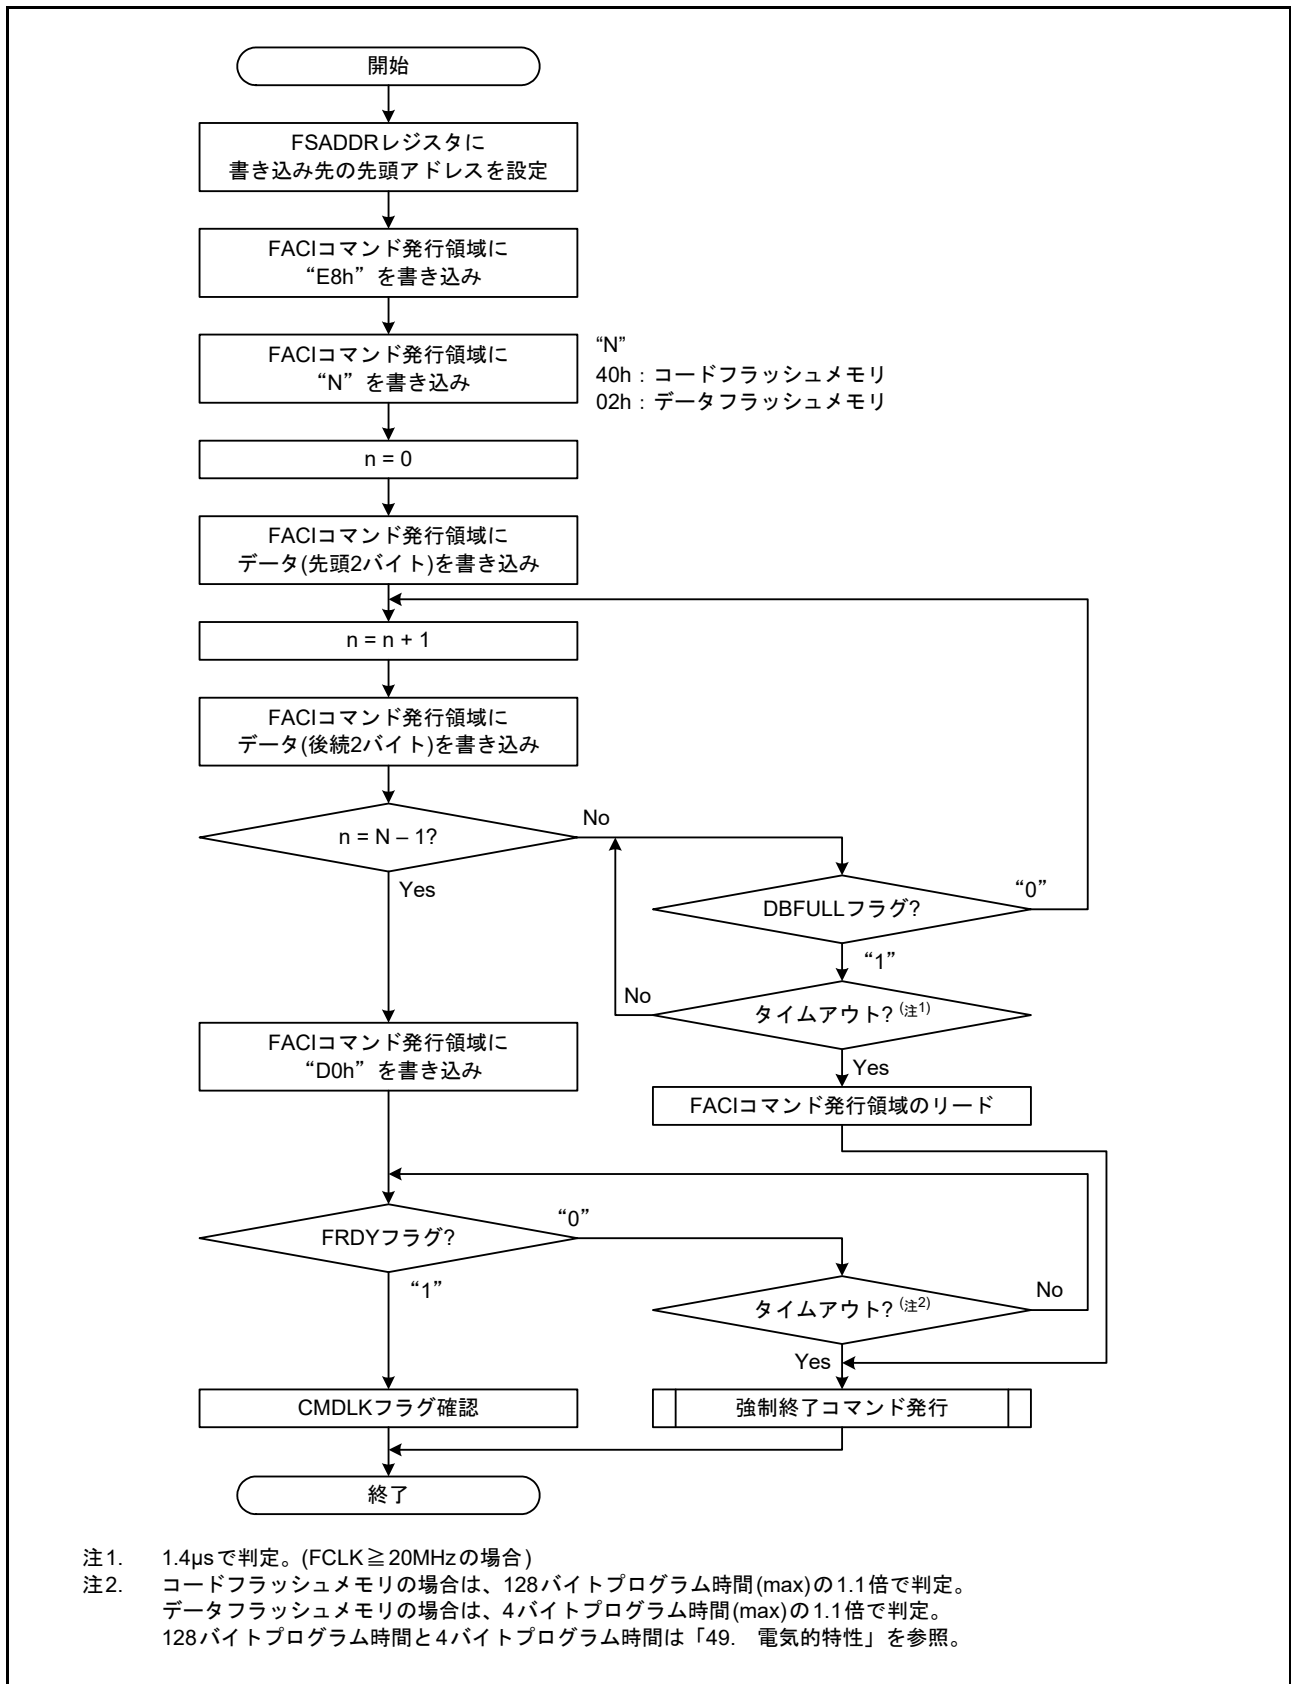 開始
FSADDRレジスタに
書き込み先の先頭アドレスを設定
FACIコマンド発行領域に
“E8h”を書き込み
FACIコマンド発行領域に
“N”を書き込み
“N”
40h：コードフラッシュメモリ
02h：データフラッシュメモリ
n = 0
FACIコマンド発行領域に
データ(先頭2バイト)を書き込み
n = n + 1
FACIコマンド発行領域に
データ(後続2バイト)を書き込み
n = N – 1?
No
Yes
DBFULLフラグ?
“0”
“1”
タイムアウト? (注1)
No
Yes
FACIコマンド発行領域に
“D0h”を書き込み
FACIコマンド発行領域のリード
FRDYフラグ?
“0”
“1”
タイムアウト? (注2)
No
Yes
CMDLKフラグ確認
強制終了コマンド発行
終了
注1. 1.4µsで判定。(FCLK≧20MHzの場合)
注2. コードフラッシュメモリの場合は、128バイトプログラム時間(max)の1.1倍で判定。
データフラッシュメモリの場合は、4バイトプログラム時間(max)の1.1倍で判定。
128バイトプログラム時間と4バイトプログラム時間は「49. 電気的特性」を参照。